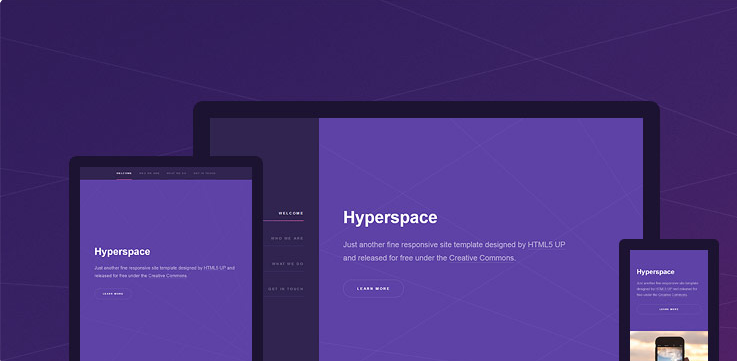 WELCOME
WHO WE ARE
WHAT WE DO
GET IN TOUCH
Hyperspace
Just another fine responsive site template designed by HTML5 UP and
released for free under the Creative Commons.
LEARN MORE
WELCOME
WHO WE ARE
WHAT WE DO
GET IN TOUCH
Hyperspace
Just another fine responsive site template designed by HTML5 UP
and released for free under the Creative Commons.
LEARN MORE
Hyperspace
Just another fine responsive site template
designed by HTML5 UP and released for
free under the Creative Commons.
LEARN MORE